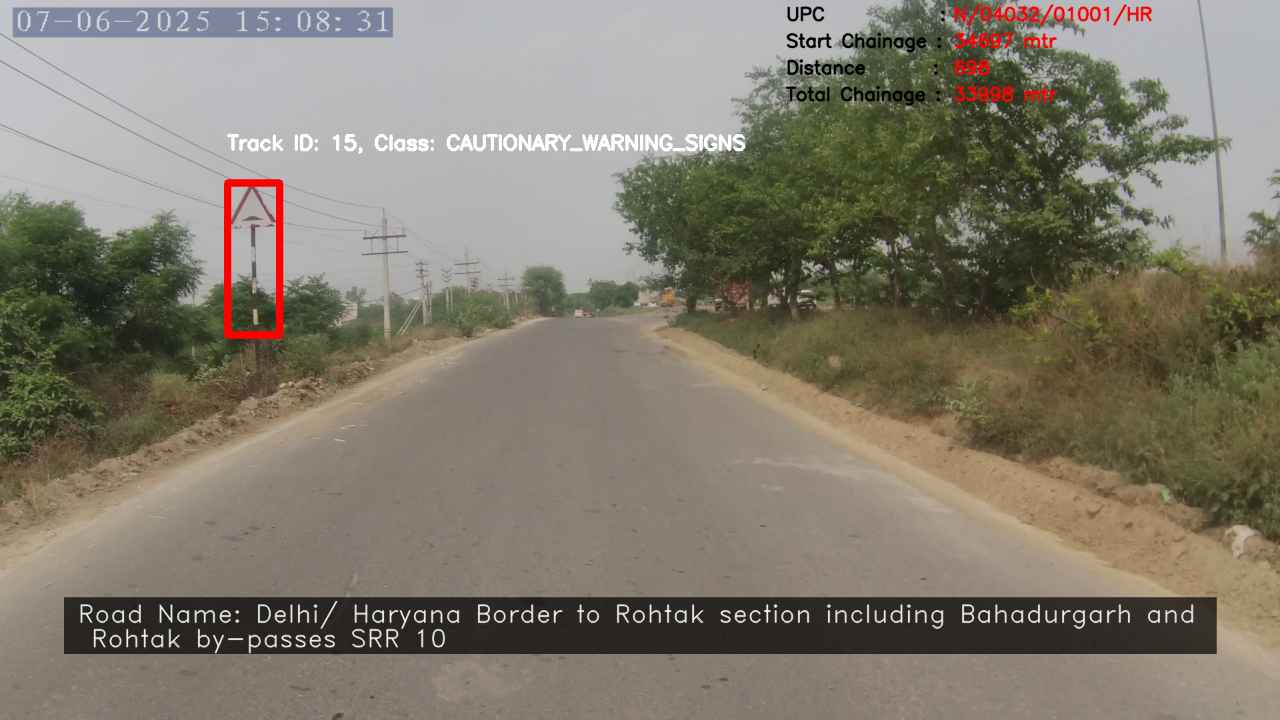 07-06-2025 15:08:31
UPC : N/04032/01001/HR
Start Chainage : 34697 mtr
Distance : 698
Total Chainage : 33998 mtr
Track ID: 15, Class: CAUTIONARY_WARNING_SIGNS
Road Name: Delhi/ Haryana Border to Rohtak section including Bahadurgarh and
Rohtak by-passes SRR 10